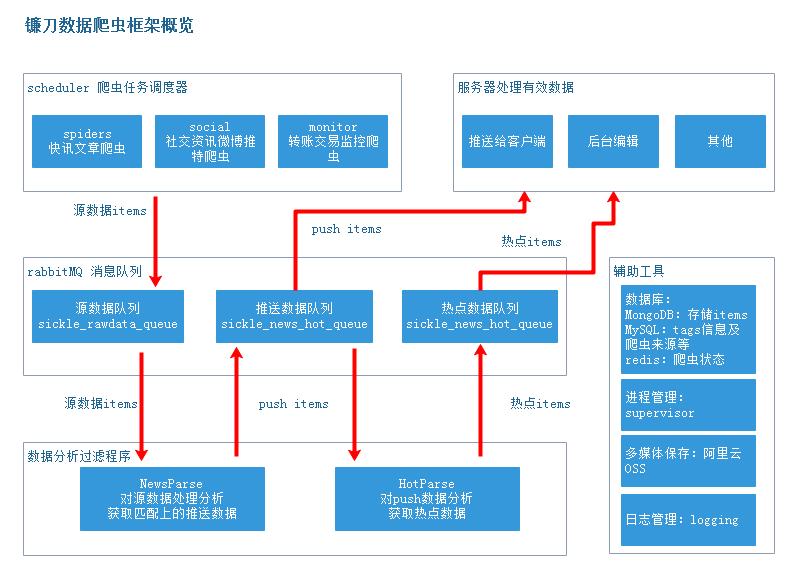 镰刀数据爬虫框架概览
scheduler 爬虫任务调度器
spiders
快讯文章爬虫
social
社交资讯微博推
特爬虫
monitor
转账交易监控爬
虫
服务器处理有效数据
推送给客户端
后台编辑
其他
源数据items
push items
热点items
rabbitMQ 消息队列
源数据队列
sickle_rawdata_queue
推送数据队列
sickle_news_hot_queue
热点数据队列
sickle_news_hot_queue
源数据items
push items
热点items
数据分析过滤程序
NewsParse
对源数据处理分析
获取匹配上的推送数据
HotParse
对push数据分析
获取热点数据
辅助工具
数据库：
MongoDB：存储items
MySQL：tags信息及
爬虫来源等
redis：爬虫状态
进程管理：
supervisor
多媒体保存：阿里云
OSS
日志管理：logging